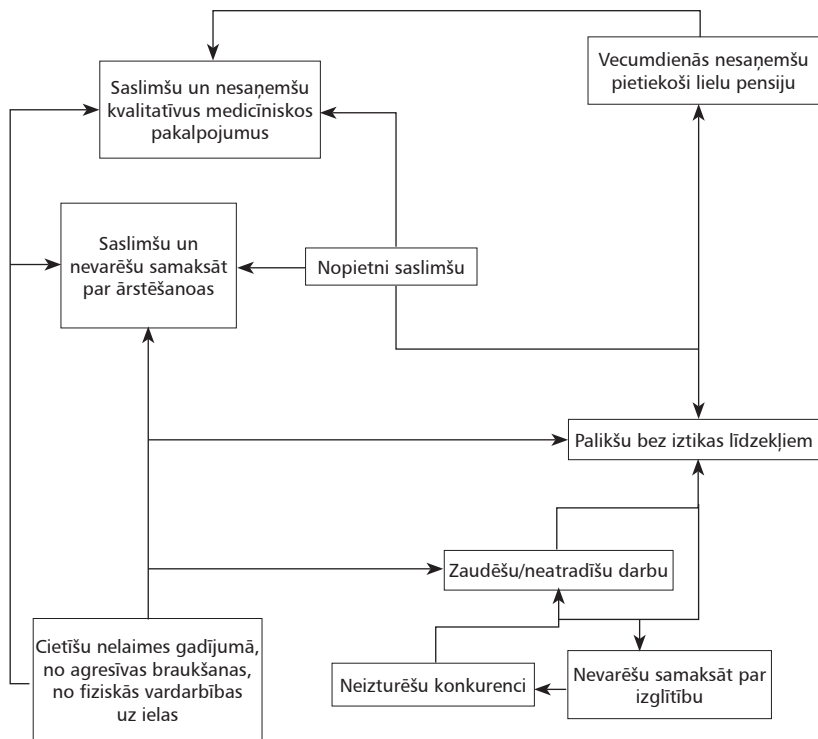 Vecumdienās nesaņemšu
pietiekoši lielu pensiju
Saslimšu un nesaņemšu
kvalitatīvus medicīniskos
pakalpojumus
Saslimšu un
nevarēšu samaksāt
par ārstēšanoas
Nopietni saslimšu
Palikšu bez iztikas līdzekļiem
Zaudēšu/neatradīšu darbu
Cietīšu nelaimes gadījumā,
no agresīvas braukšanas,
no fiziskās vardarbības
uz ielas
Neizturēšu konkurenci
Nevarēšu samaksāt par
izglītību